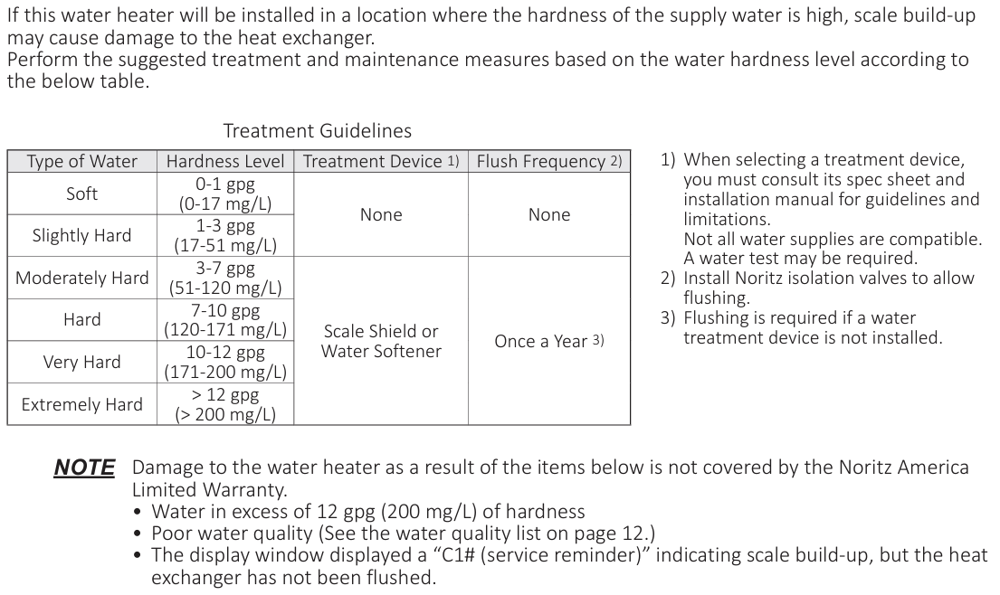 If this water heater will be installed in a location where the hardness of the supply water is high, scale build-up
may cause damage to the heat exchanger.
Perform the suggested treatment and maintenance measures based on the water hardness level according to
the below table.
Treatment Guidelines
Type of Water Hardness Level Treatment Device 1) Flush Frequency 2)
Soft
0-1 gpg
(0-17 mg/L)
Slightly Hard
1-3 gpg
(17-51 mg/L)
None
None
Moderately Hard
3-7 gpg
(51-120 mg/L)
Hard
7-10 gpg
(120-171 mg/L)
Very Hard
10-12 gpg
(171-200 mg/L)
Extremely Hard
> 12 gpg
(> 200 mg/L)
Scale Shield or
Water Softener
Once a Year 3)
1) When selecting a treatment device,
you must consult its spec sheet and
installation manual for guidelines and
limitations.
Not all water supplies are compatible.
A water test may be required.
2) Install Noritz isolation valves to allow
flushing.
3) Flushing is required if a water
treatment device is not installed.
NOTE Damage to the water heater as a result of the items below is not covered by the Noritz America
Limited Warranty.
• Water in excess of 12 gpg (200 mg/L) of hardness
• Poor water quality (See the water quality list on page 12.)
• The display window displayed a “C1# (service reminder)” indicating scale build-up, but the heat
exchanger has not been flushed.